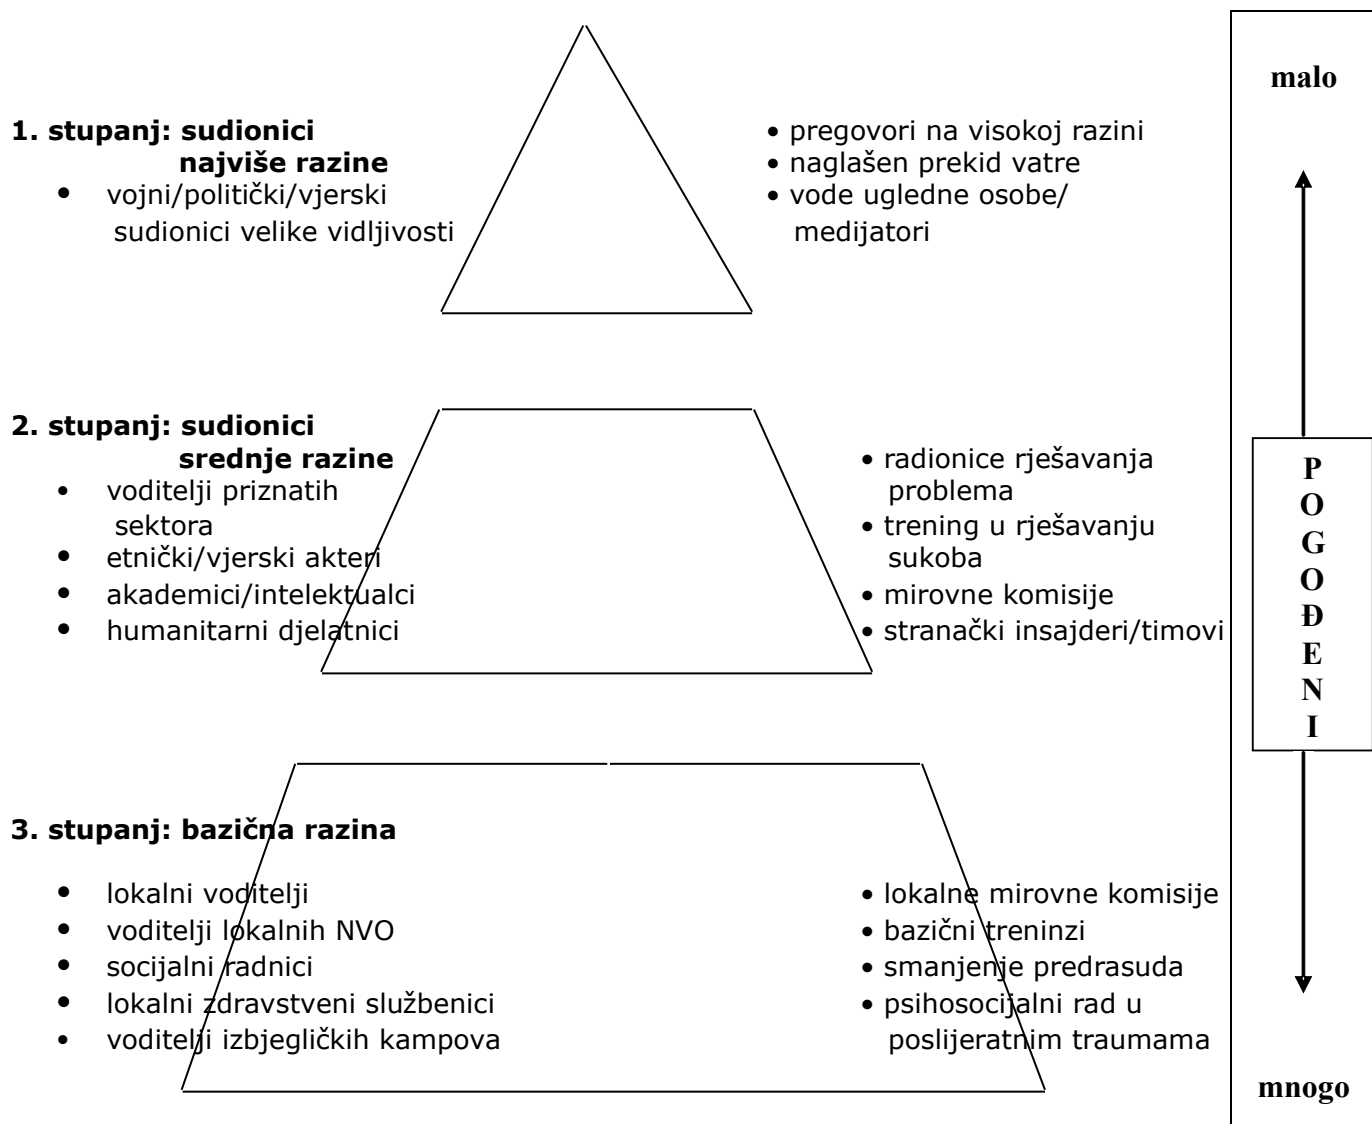 1. stupanj: sudionici
najviše razine
• vojni/politički/vjerski
sudionici velike vidljivosti
• pregovori na visokoj razini
• naglašen prekid vatre
• vode ugledne osobe/
medijatori
2. stupanj: sudionici
srednje razine
• voditelji priznatih
sektora
• etnički/vjerski akteri
• akademici/intelektualci
• humanitarni djelatnici
• radionice rješavanja
problema
• trening u rješavanju
sukoba
• mirovne komisije
• stranački insajderi/timovi
3. stupanj: bazična razina
• lokalni voditelji
• voditelji lokalnih NVO
• socijalni radnici
• lokalni zdravstveni službenici
• voditelji izbjegličkih kampova
• lokalne mirovne komisije
• bazični treninzi
• smanjenje predrasuda
• psihosocijalni rad u
poslijeratnim traumama
malo
P
O
G
O
Đ
E
N
I
mnogo